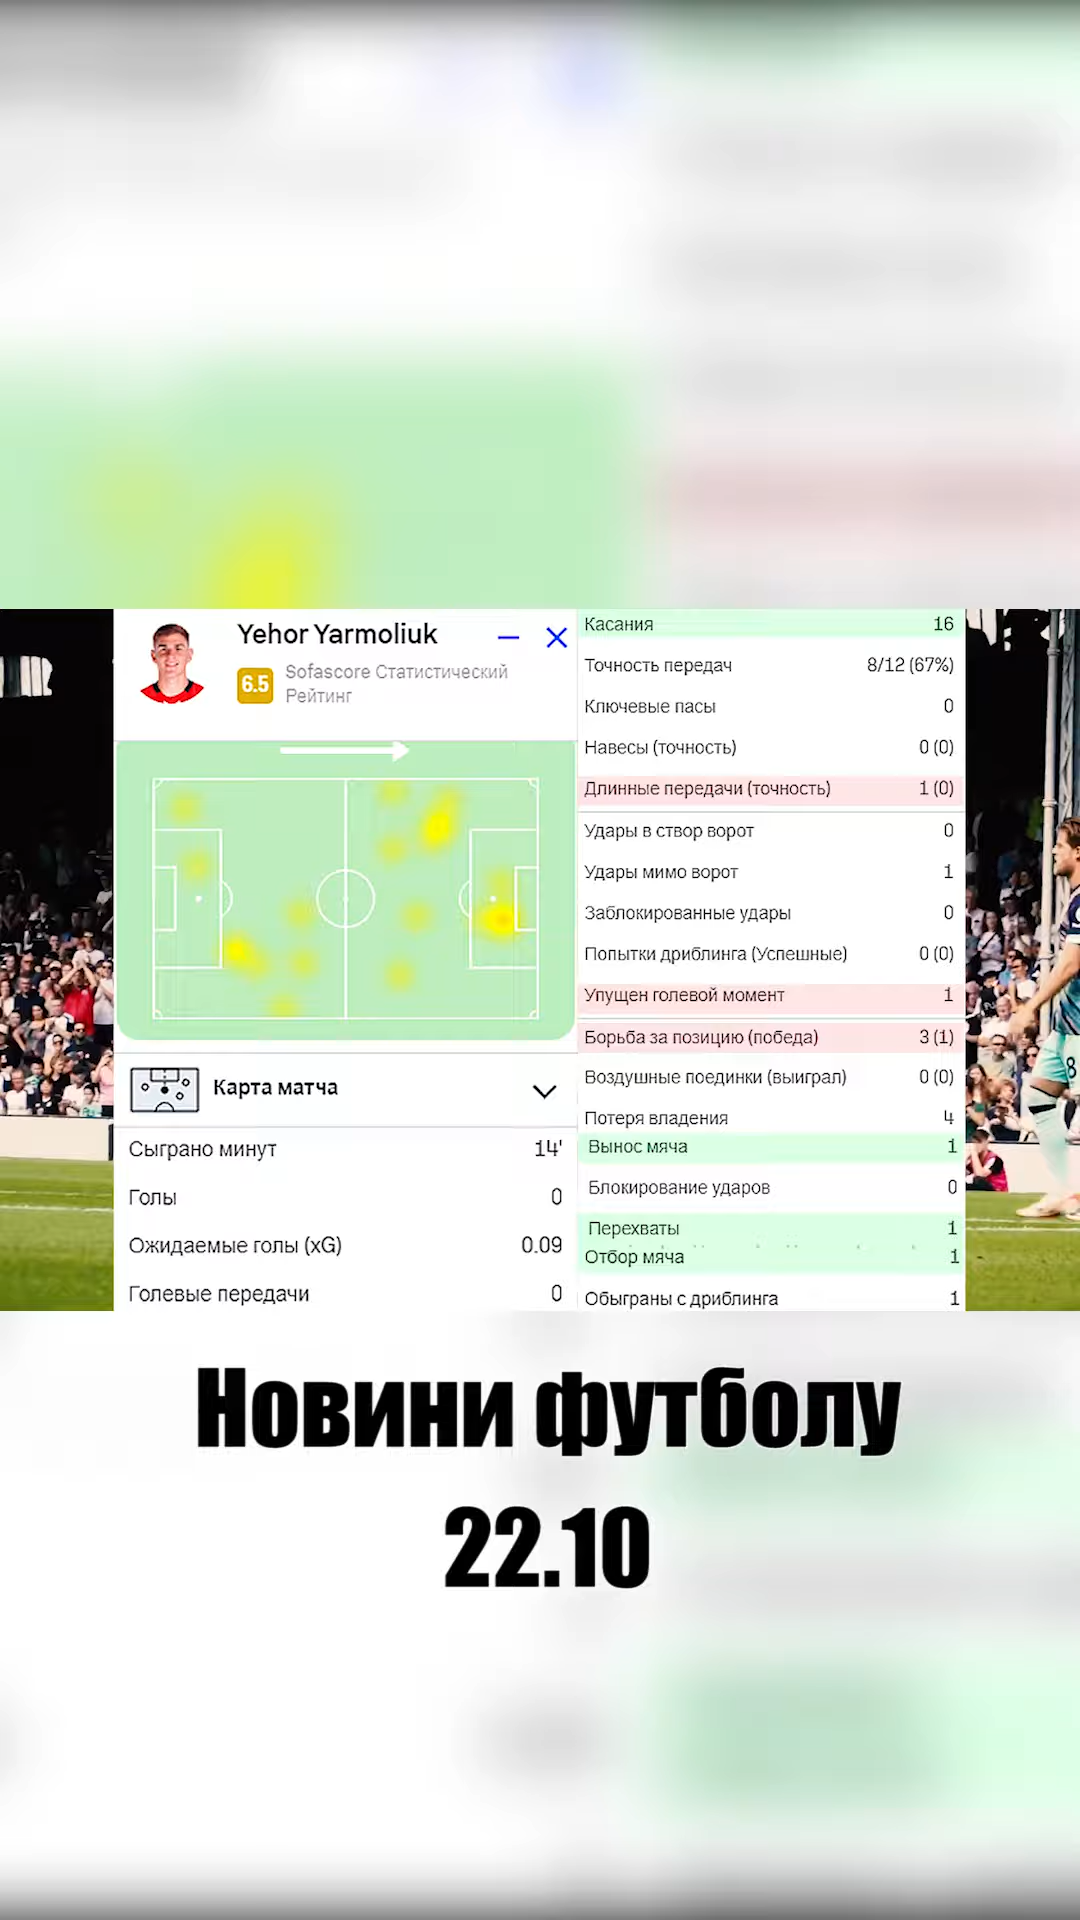 Yehor Yarmoliuk
6.5
Sofascore Статистический
Рейтинг
Карта матча
Сыграно минут 14'
Голы 0
Ожидаемые голы (xG) 0.09
Голевые передачи 0
Касания 16
Точность передач 8/12 (67%)
Ключевые пасы 0
Навесы (точность) 0 (0)
Длинные передачи (точность) 1 (0)
Удары в створ ворот 0
Удары мимо ворот 1
Заблокированные удары 0
Попытки дриблинга (Успешные) 0 (0)
Упущен голевой момент 1
Борьба за позицию (победа) 3 (1)
Воздушные поединки (выиграл) 0 (0)
Потеря владения 4
Вынос мяча 1
Блокирование ударов 0
Перехваты 1
Отбор мяча 1
Обыграны с дриблинга 1
8
Новини футболу
22.10